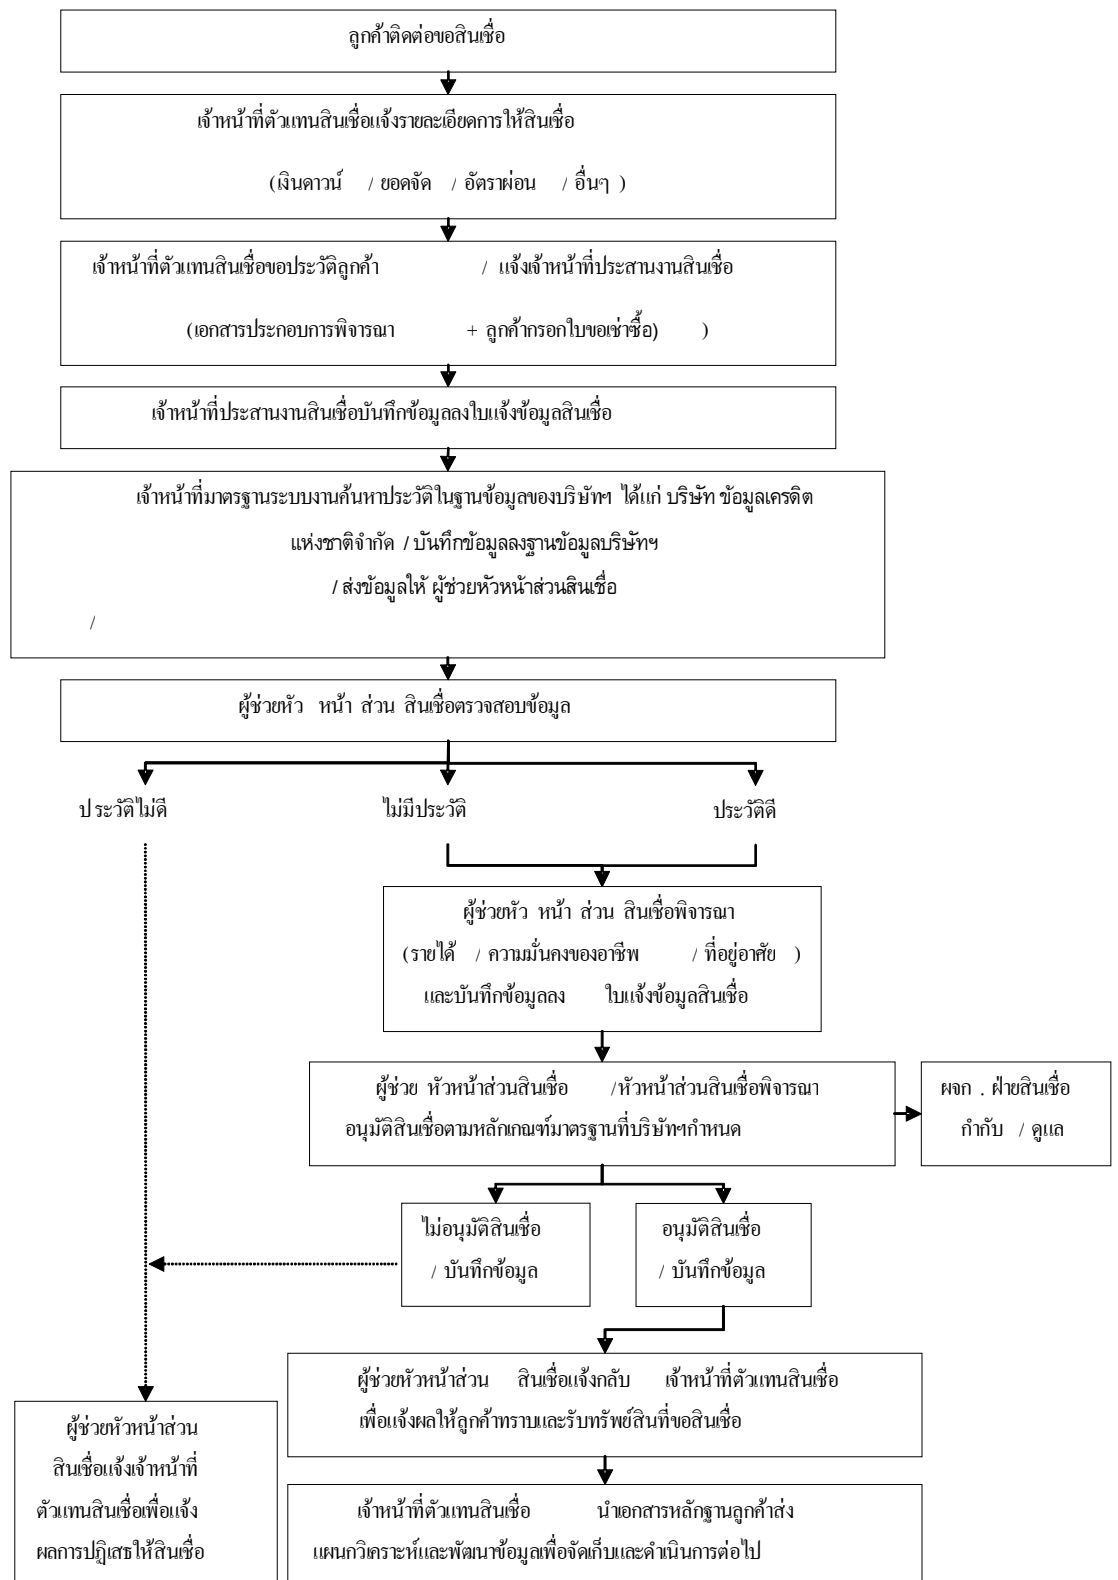 ลูกค้าติดต่อขอสินเชื่อ
เจ้าหน้าที่ตัวแทนสินเชื่อแจ้งรายละเอียดการให้สินเชื่อ
(เงินดาวน์ / ยอดจัด / อัตราผ่อน / อื่นๆ )
เจ้าหน้าที่ตัวแทนสินเชื่อขอประวัติลูกค้า / แจ้งเจ้าหน้าที่ประสานงานสินเชื่อ
(เอกสารประกอบการพิจารณา + ลูกค้ากรอกใบขอเช่าซื้อ) )
เจ้าหน้าที่ประสานงานสินเชื่อบันทึกข้อมูลลงใบแจ้งข้อมูลสินเชื่อ
เจ้าหน้าที่มาตรฐานระบบงานค้นหาประวัติในฐานข้อมูลของบริษัทฯ ได้แก่ บริษัท ข้อมูลเครดิต
แห่งชาติจำกัด / บันทึกข้อมูลลงฐานข้อมูลบริษัทฯ
/ ส่งข้อมูลให้ ผู้ช่วยหัวหน้าส่วนสินเชื่อ
/
ผู้ช่วยหัว หน้า ส่วน สินเชื่อตรวจสอบข้อมูล
ประวัติไม่ดี ไม่มีประวัติ ประวัติดี
ผู้ช่วยหัว หน้า ส่วน สินเชื่อพิจารณา
(รายได้ / ความมั่นคงของอาชีพ / ที่อยู่อาศัย )
และบันทึกข้อมูลลง ใบแจ้งข้อมูลสินเชื่อ
ผู้ช่วย หัวหน้าส่วนสินเชื่อ /หัวหน้าส่วนสินเชื่อพิจารณา
อนุมัติสินเชื่อตามหลักเกณฑ์มาตรฐานที่บริษัทฯกำหนด
ผจก . ฝ่ายสินเชื่อ
กำกับ / ดูแล
ไม่อนุมัติสินเชื่อ
/ บันทึกข้อมูล
อนุมัติสินเชื่อ
/ บันทึกข้อมูล
ผู้ช่วยหัวหน้าส่วน สินเชื่อแจ้งกลับ เจ้าหน้าที่ตัวแทนสินเชื่อ
เพื่อแจ้งผลให้ลูกค้าทราบและรับทรัพย์สินที่ขอสินเชื่อ
ผู้ช่วยหัวหน้าส่วน
สินเชื่อแจ้งเจ้าหน้าที่
ตัวแทนสินเชื่อเพื่อแจ้ง
ผลการปฏิเสธให้สินเชื่อ
เจ้าหน้าที่ตัวแทนสินเชื่อ นำเอกสารหลักฐานลูกค้าส่ง
แผนกวิเคราะห์และพัฒนาข้อมูลเพื่อจัดเก็บและดำเนินการต่อไป